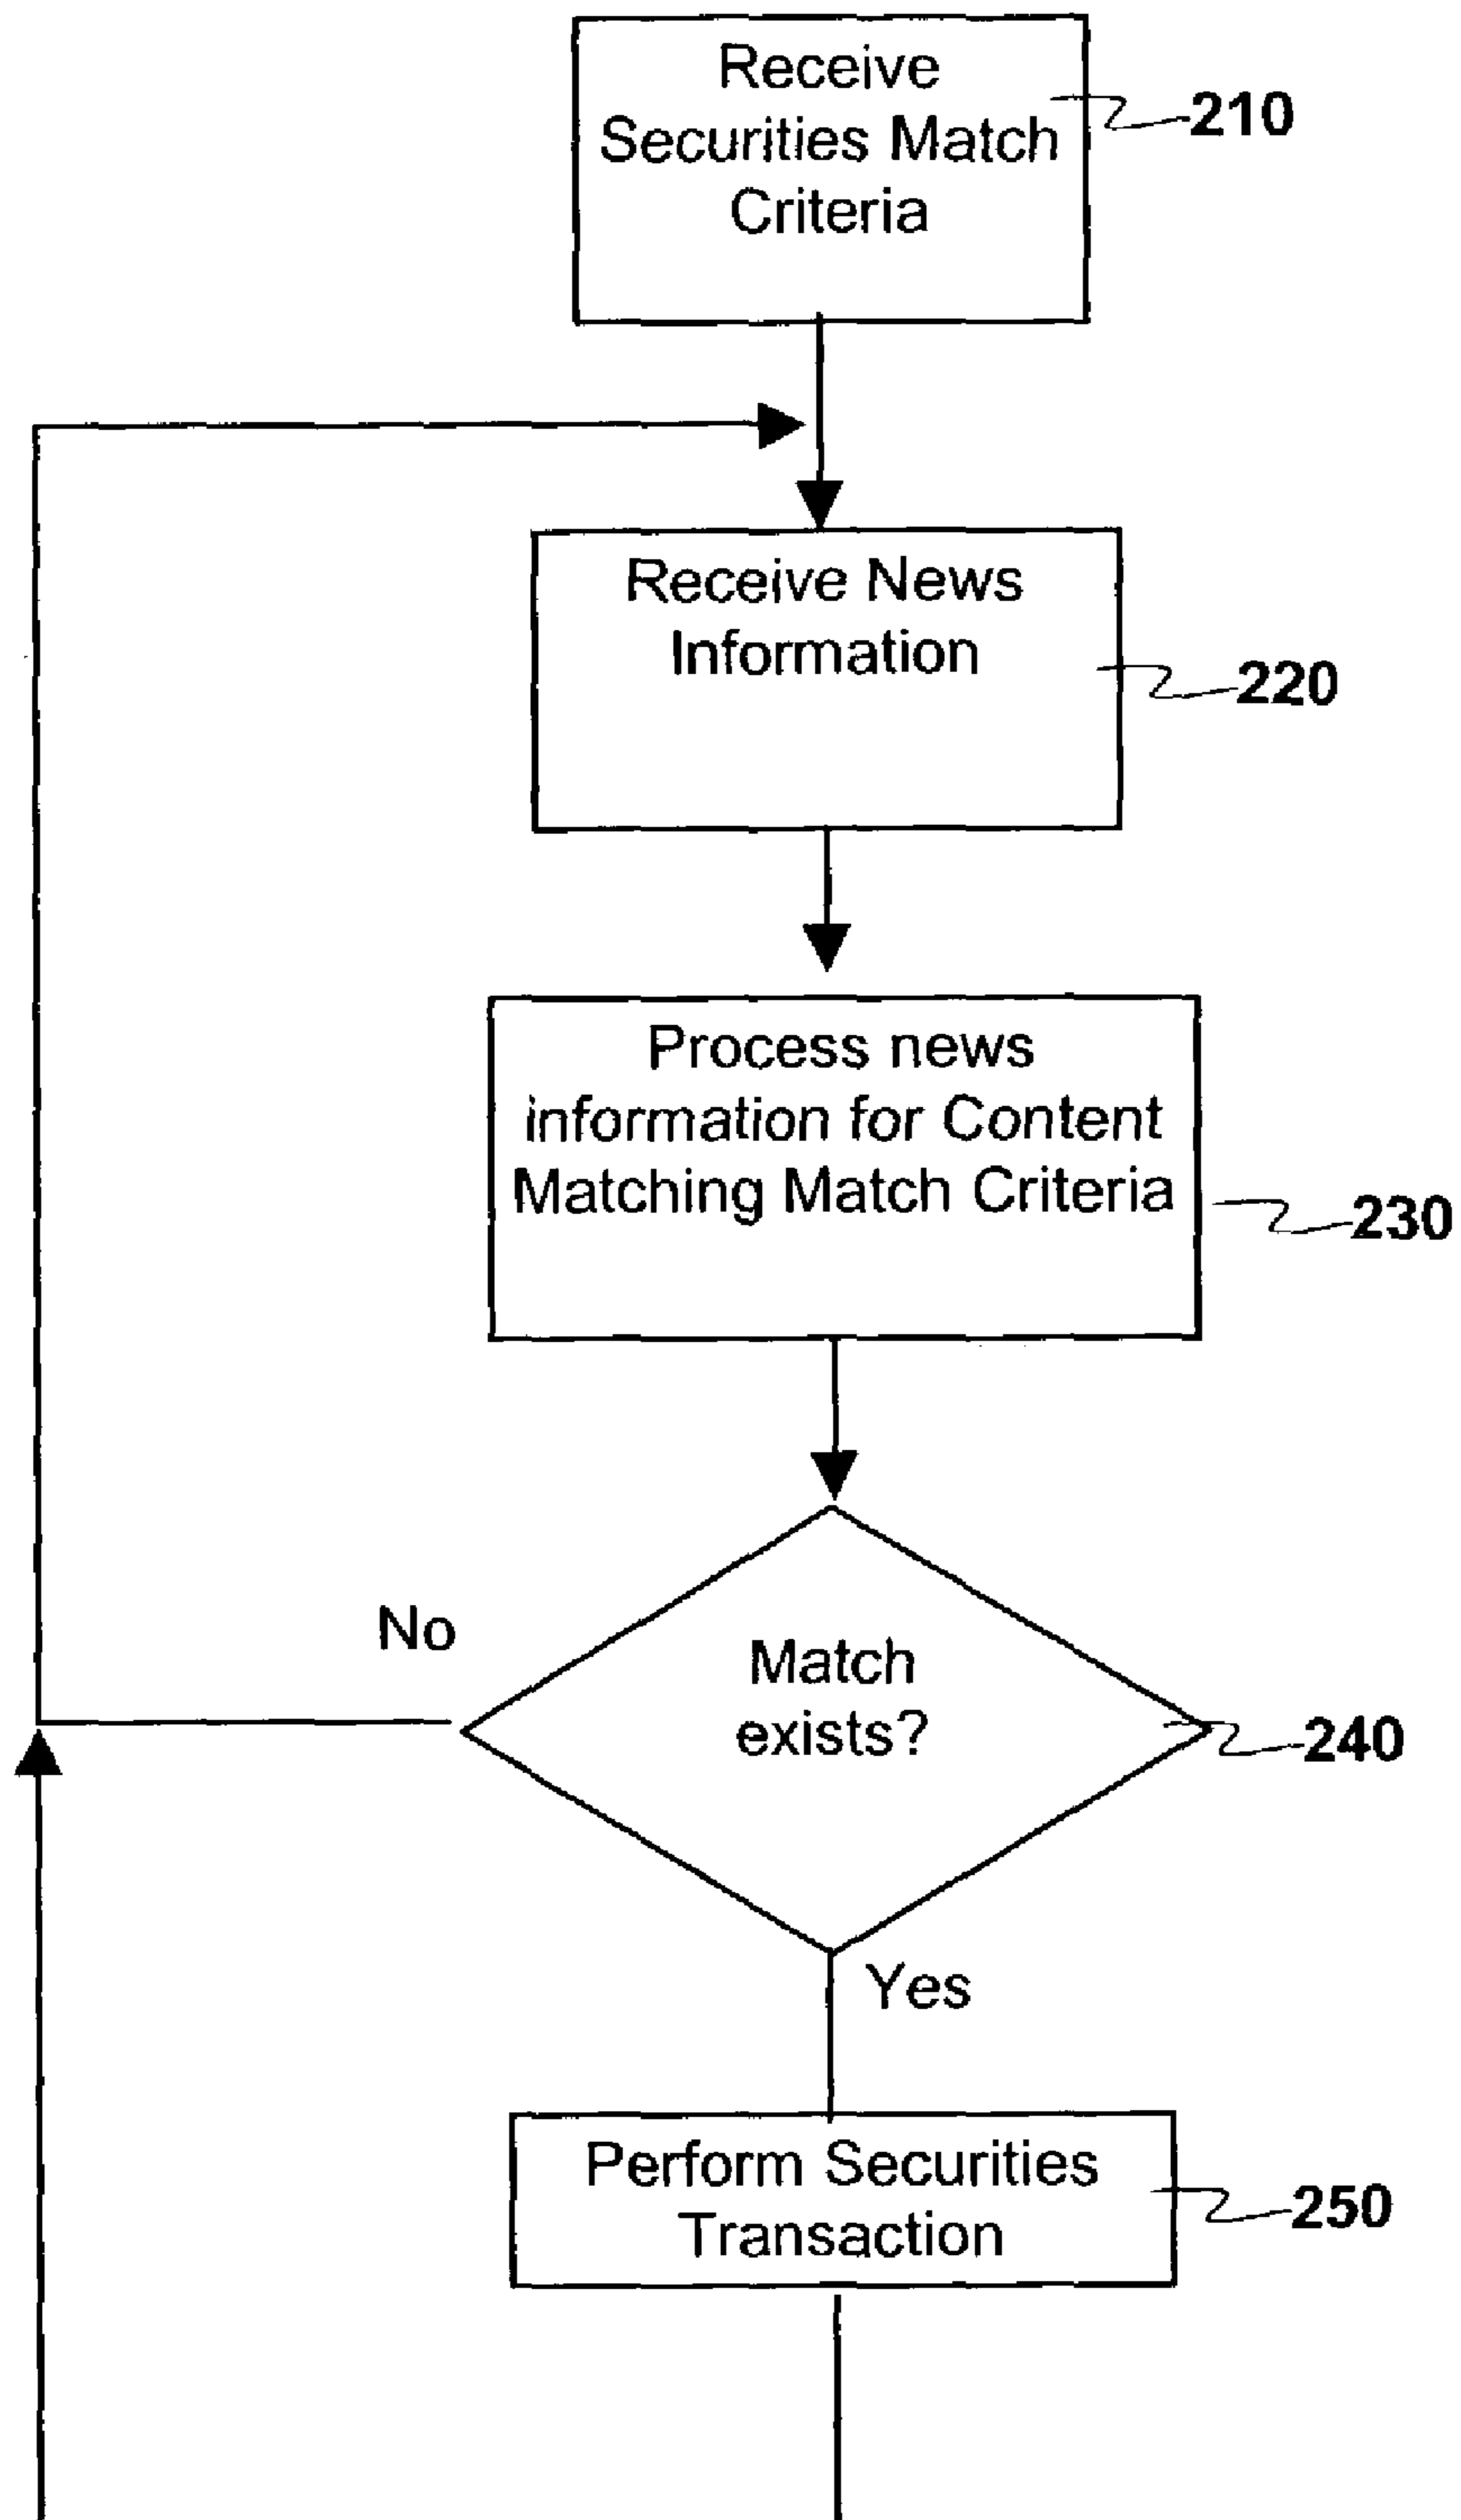 Receive
Securities Match
Criteria
210
Receive News
Information
220
Process news
information for Content
Matching Match Criteria
230
No
Match
exists?
240
Yes
Perform Securities
Transaction
250